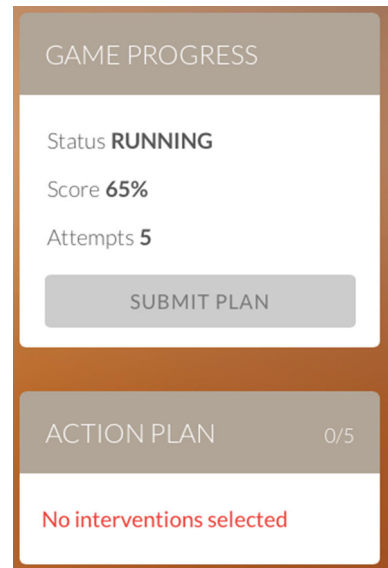 GAME PROGRESS
Status RUNNING
Score 65%
Attempts 5
SUBMIT PLAN
ACTION PLAN 0/5
No interventions selected